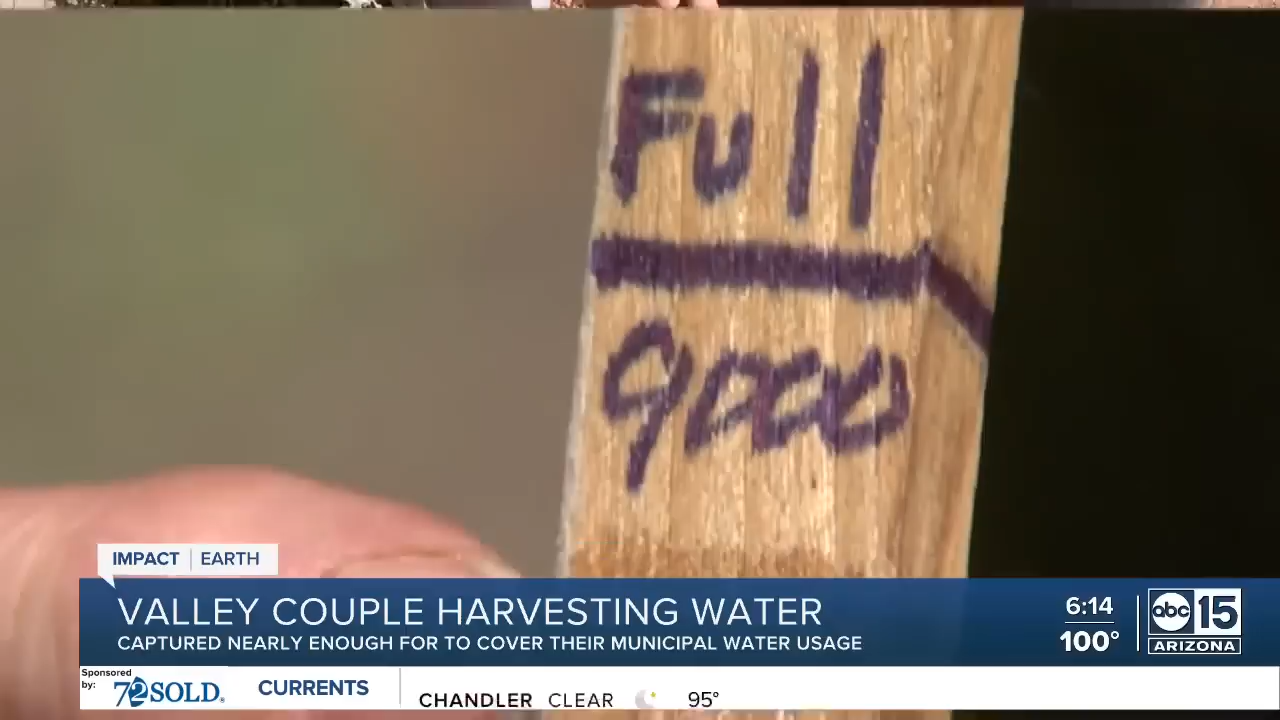 Full
9000
IMPACT | EARTH
VALLEY COUPLE HARVESTING WATER
CAPTURED NEARLY ENOUGH FOR TO COVER THEIR MUNICIPAL WATER USAGE
6:14
100°
abc 15
ARIZONA
Sponsored
by:
72SOLD.
CURRENTS
CHANDLER CLEAR 95°